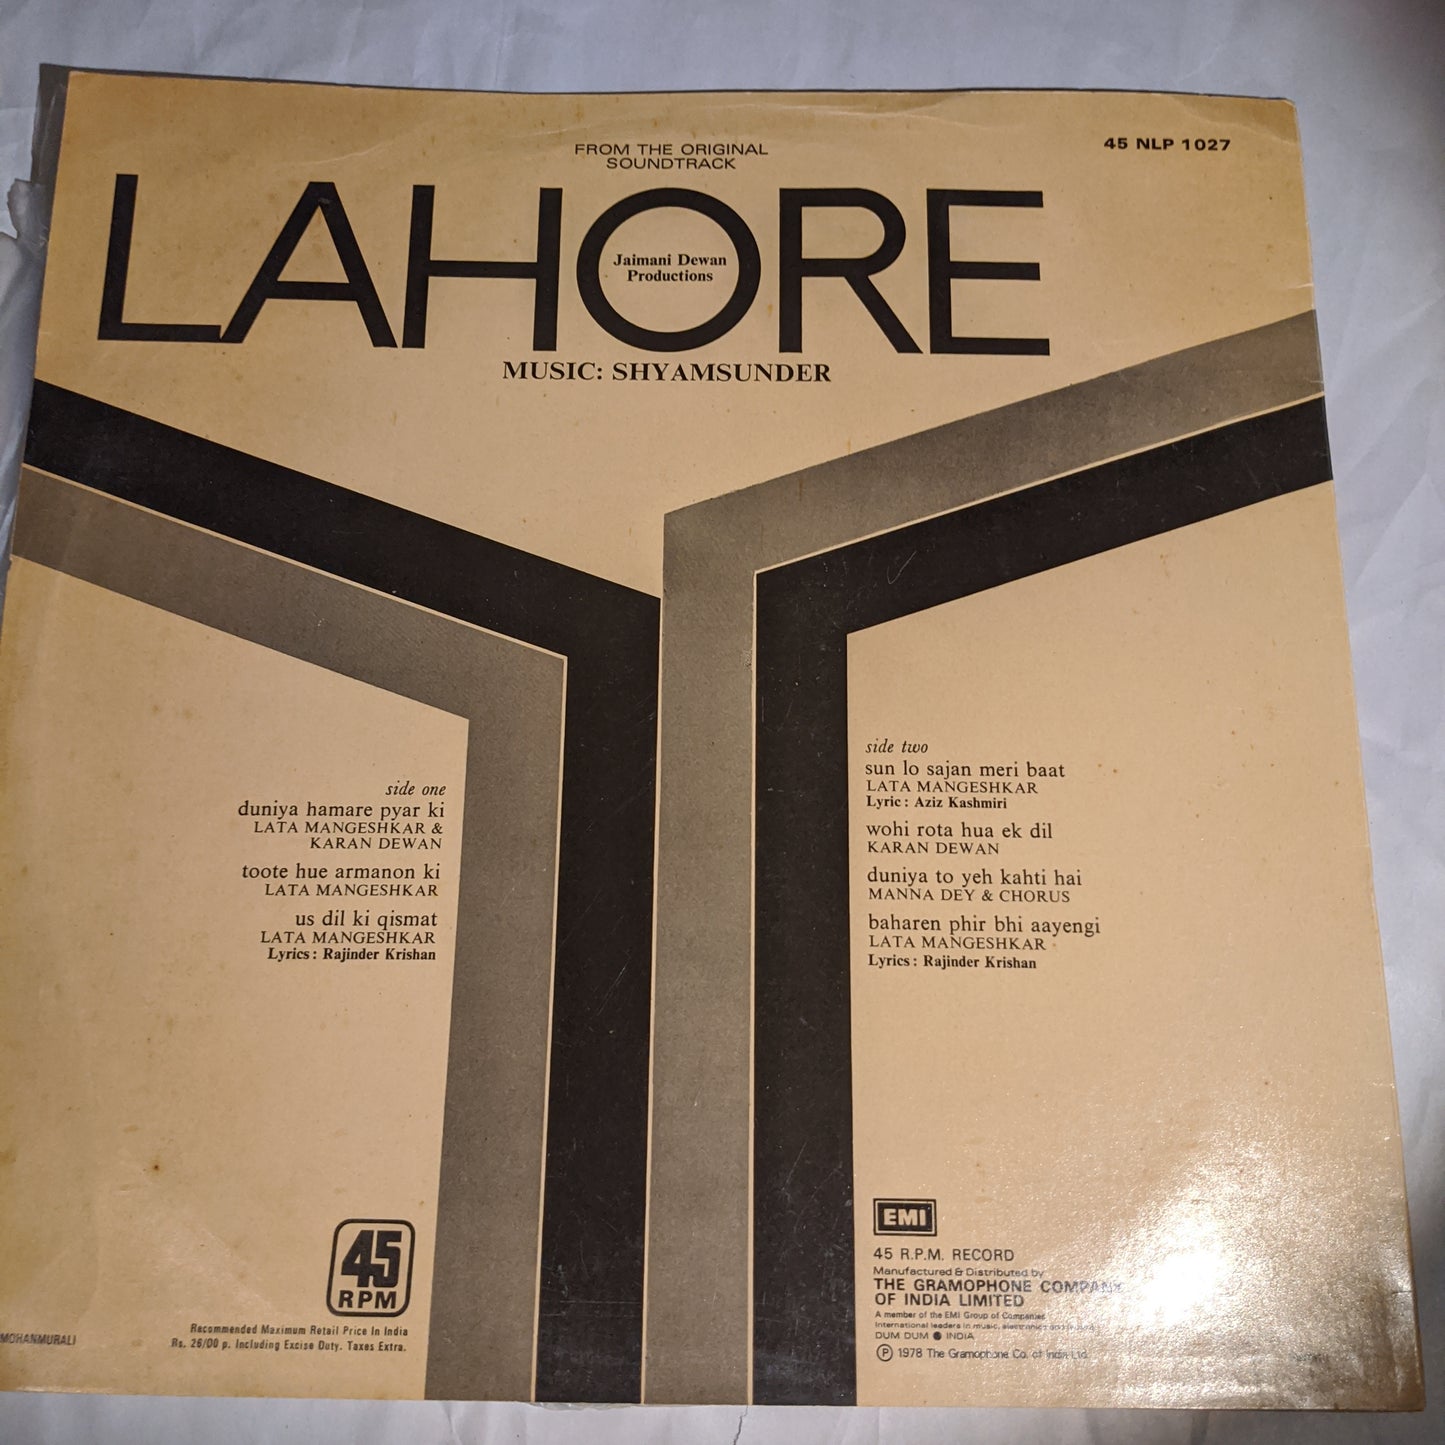 FROM THE ORIGINAL
SOUNDTRACK
45 NLP 1027
LAHORE
Jaimani Dewan
Productions
MUSIC: SHYAMSUNDER
side one
duniya hamare pyar ki
LATA MANGESHKAR &
KARAN DEWAN
toote hue armanon ki
LATA MANGESHKAR
us dil ki qismat
LATA MANGESHKAR
Lyrics : Rajinder Krishan
side two
sun lo sajan meri baat
LATA MANGESHKAR
Lyric : Aziz Kashmiri
wohi rota hua ek dil
KARAN DEWAN
duniya to yeh kahti hai
MANNA DEY & CHORUS
baharen phir bhi aayengi
LATA MANGESHKAR
Lyrics : Rajinder Krishan
45
RPM
Recommended Maximum Retail Price In India
Rs. 26/00 p. Including Excise Duty. Taxes Extra.
MOHANMURALI
EMI
45 R.P.M. RECORD
Manufactured & Distributed by
THE GRAMOPHONE COMPANY
OF INDIA LIMITED
A member of the EMI Group of Companies
International leaders in music, electronics and
DUM DUM ● INDIA
℗ 1978 The Gramophone Co. of India Ltd.